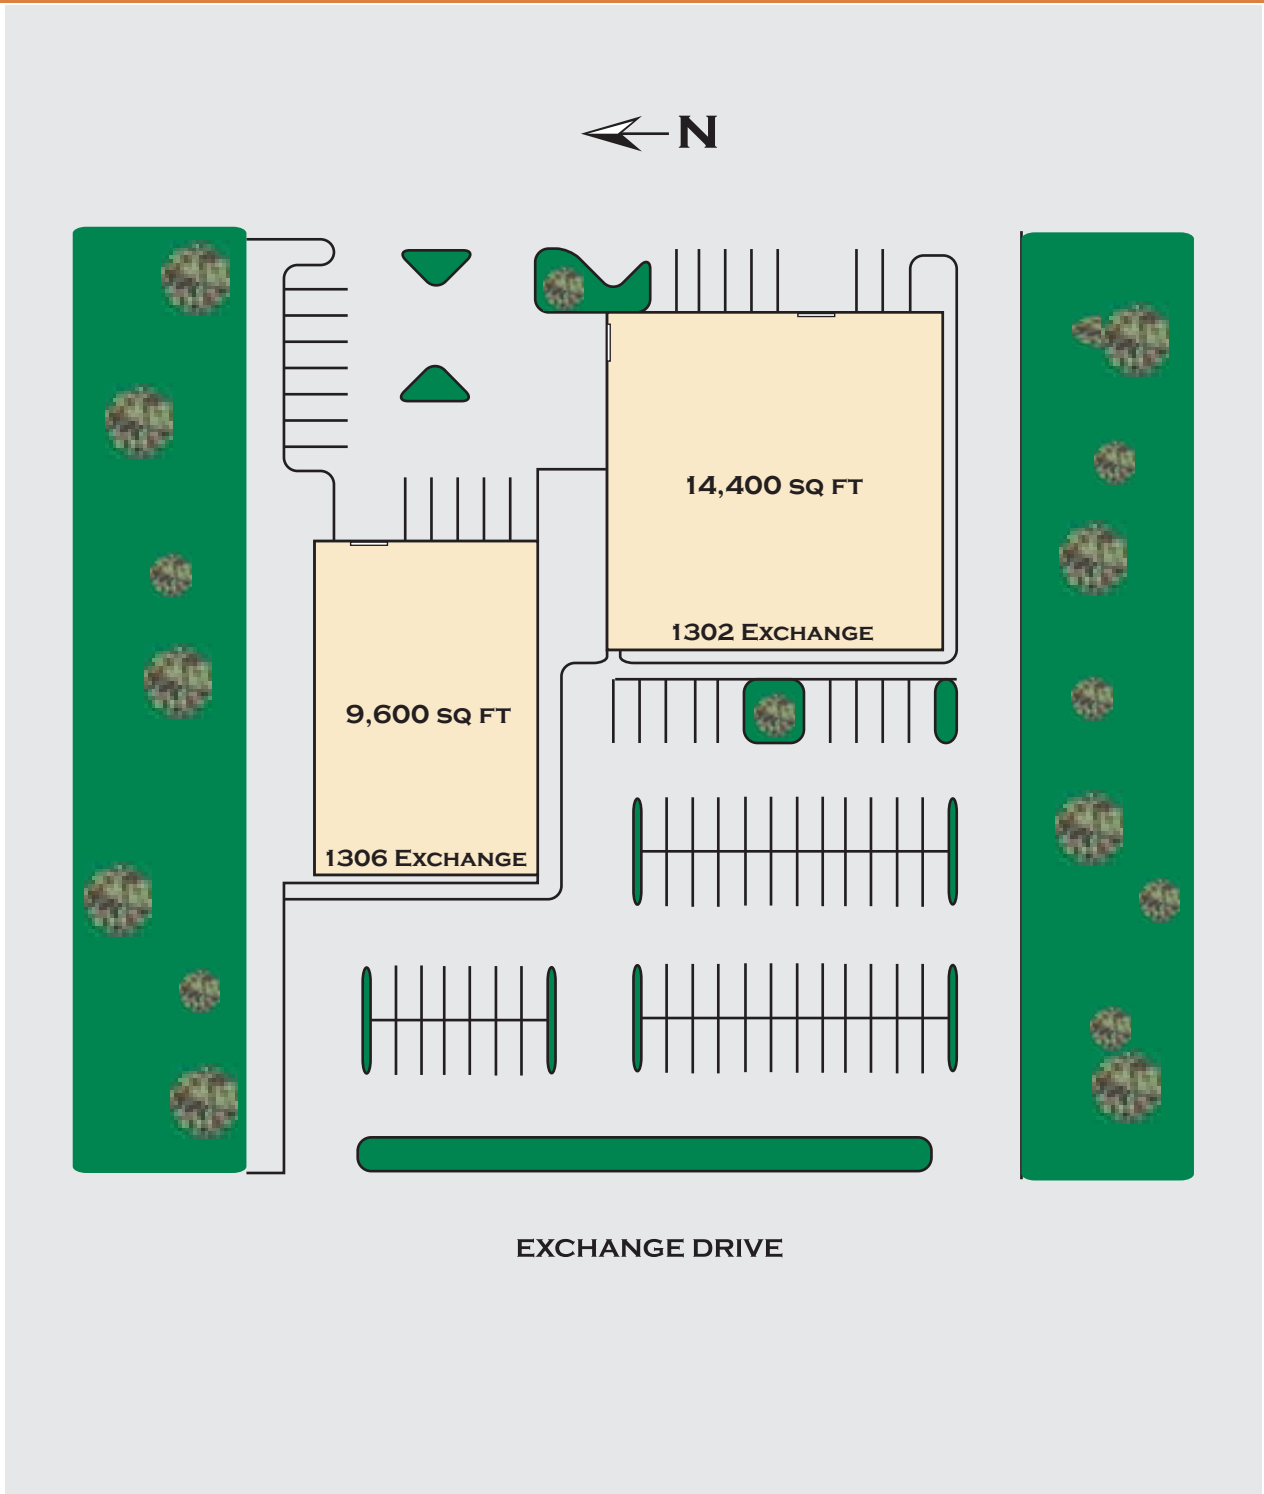 N
14,400 SQ FT
1302 EXCHANGE
9,600 SQ FT
1306 EXCHANGE
EXCHANGE DRIVE